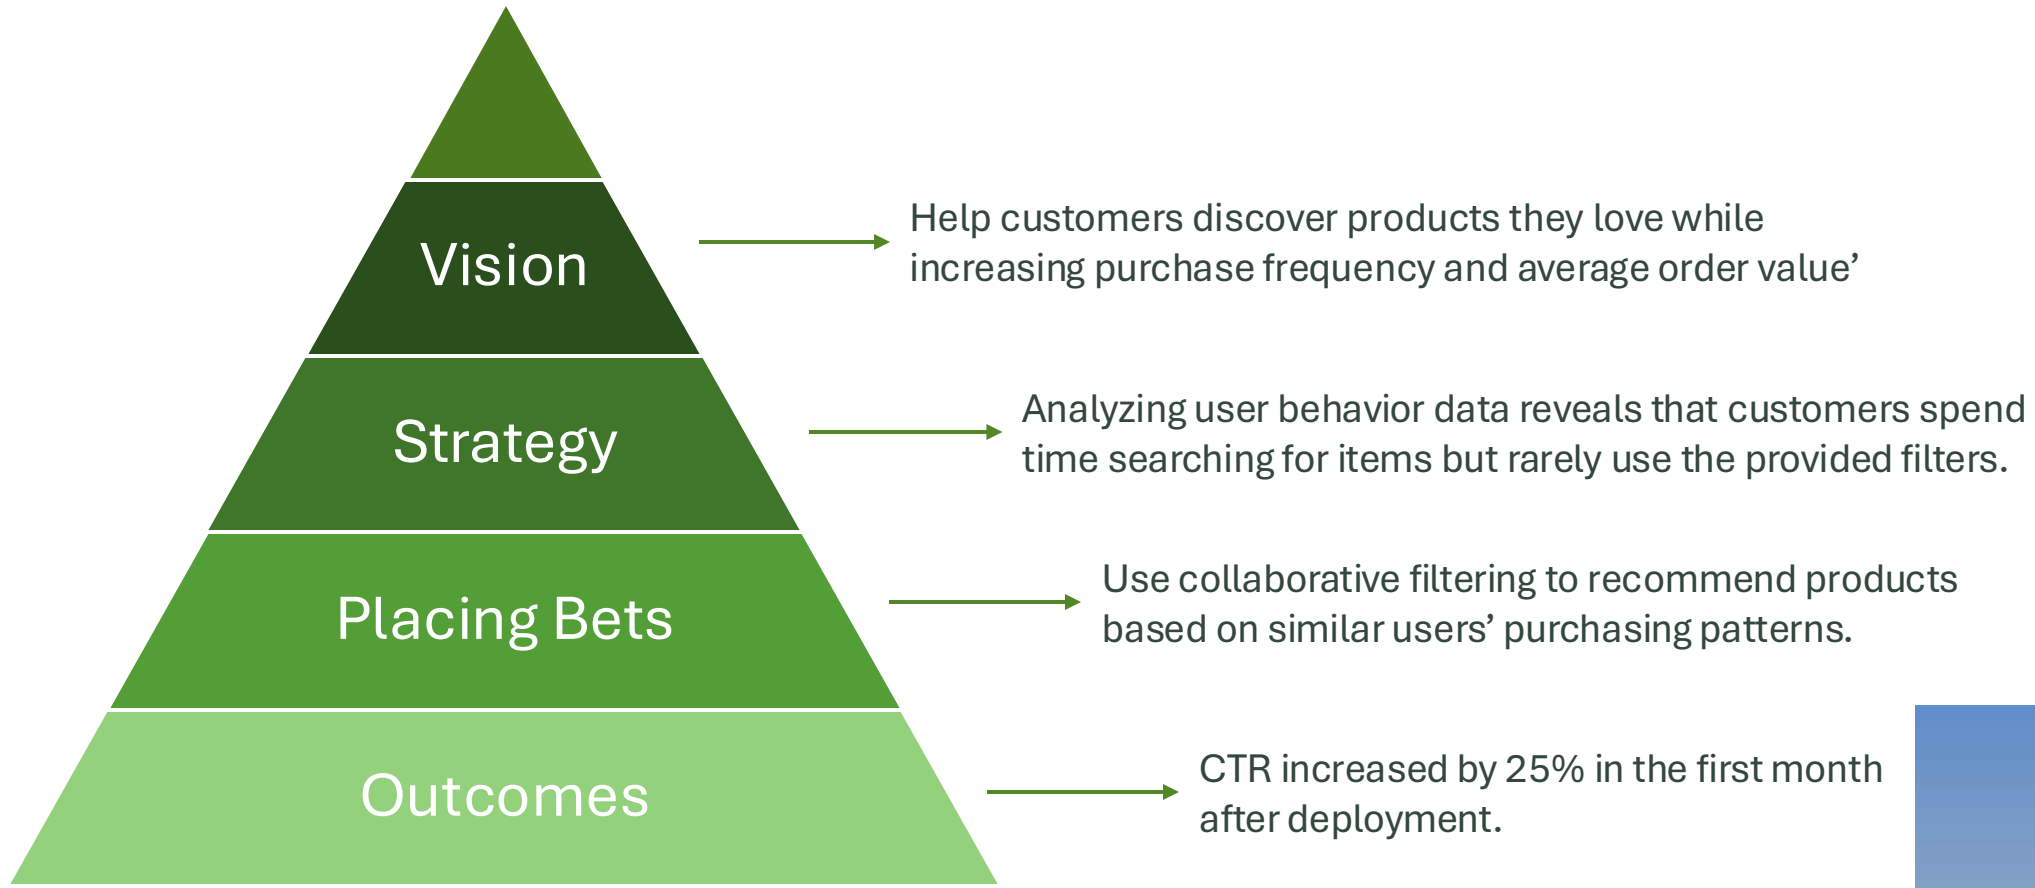 Vision
Help customers discover products they love while
increasing purchase frequency and average order value’
Strategy
Analyzing user behavior data reveals that customers spend
time searching for items but rarely use the provided filters.
Placing Bets
Use collaborative filtering to recommend products
based on similar users’ purchasing patterns.
Outcomes
CTR increased by 25% in the first month
after deployment.